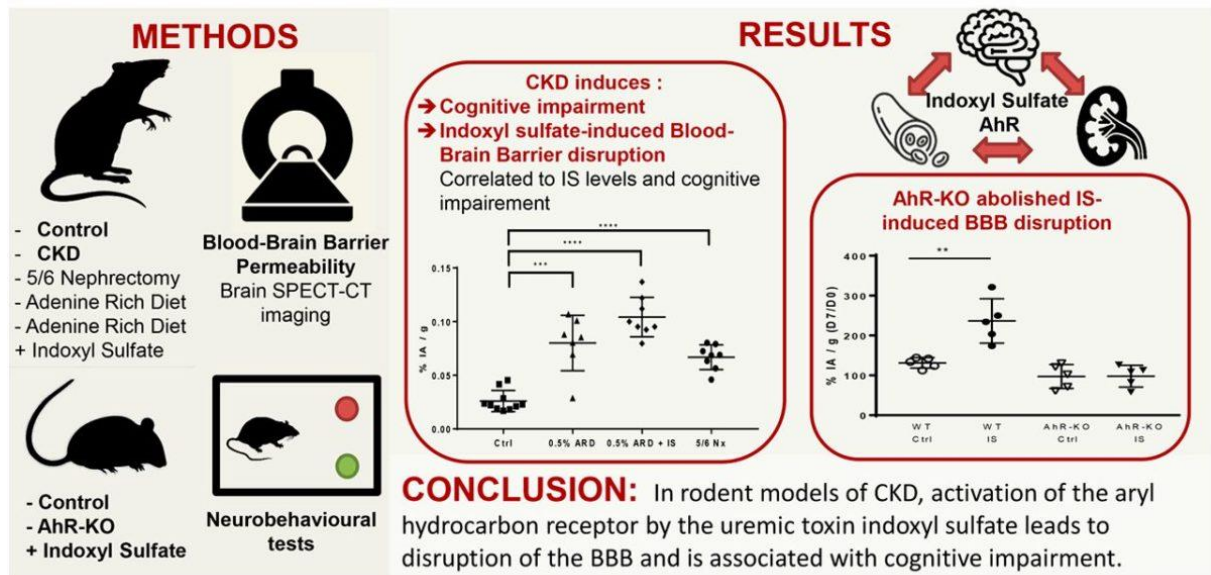 METHODS
- Control
- CKD
- 5/6 Nephrectomy
- Adenine Rich Diet
- Adenine Rich Diet
+ Indoxyl Sulfate
Blood-Brain Barrier
Permeability
Brain SPECT-CT
imaging
- Control
- AhR-KO
+ Indoxyl Sulfate
Neurobehavioural
tests
RESULTS
CKD induces :
➔ Cognitive impairment
➔ Indoxyl sulfate-induced Blood-
Brain Barrier disruption
Correlated to IS levels and cognitive
impairement
****
****
***
% IA / g
0.15
0.10
0.05
0.00
Ctrl 0.5% ARD 0.5% ARD + IS 5/6 Nx
Indoxyl Sulfate
AhR
AhR-KO abolished IS-
induced BBB disruption
**
% IA / g (D7/D0)
400
300
200
100
0
WT WT AhR-KO AhR-KO
Ctrl IS Ctrl IS
CONCLUSION: In rodent models of CKD, activation of the aryl
hydrocarbon receptor by the uremic toxin indoxyl sulfate leads to
disruption of the BBB and is associated with cognitive impairment.